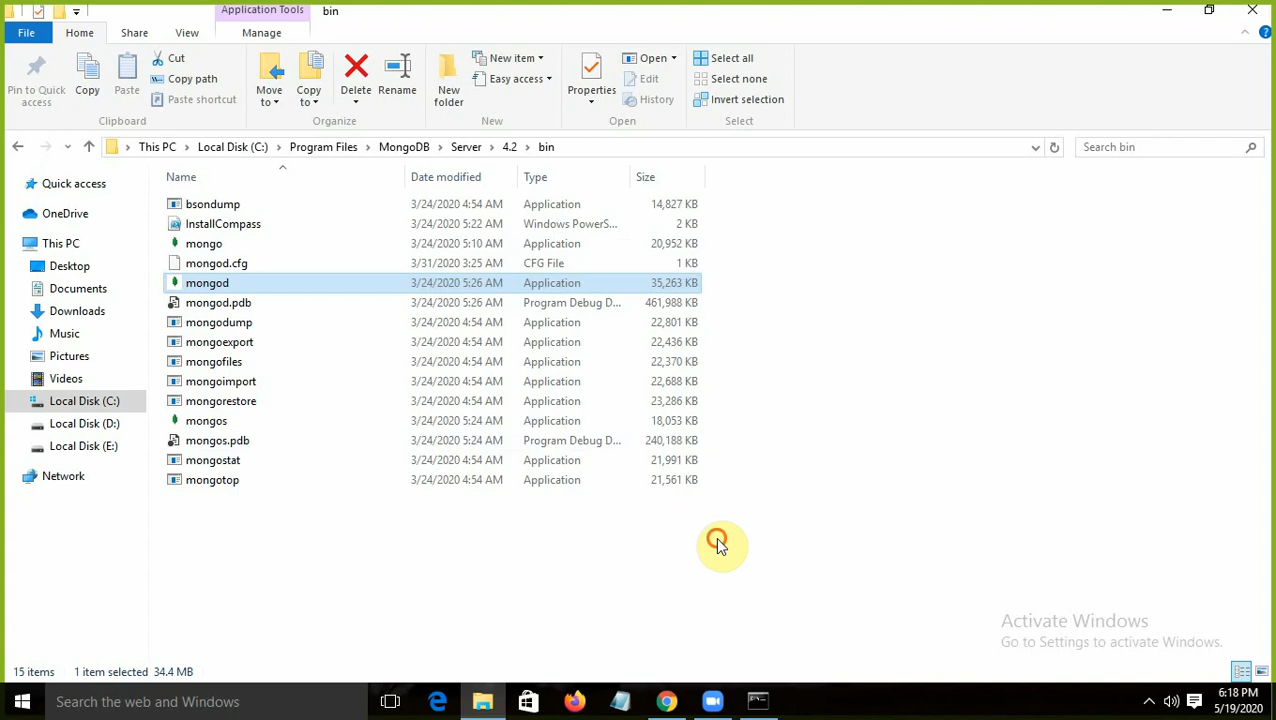 Application Tools bin
File Home Share View Manage
Pin to Quick access
Copy
Paste
Cut
Copy path
Paste shortcut
Clipboard
Move to
Copy to
Delete
Rename
Organize
New folder
New item
Easy access
New
Properties
Open
Edit
History
Open
Select all
Select none
Invert selection
Select
This PC Local Disk (C:) Program Files MongoDB Server 4.2 bin
Search bin
Quick access
OneDrive
This PC
Desktop
Documents
Downloads
Music
Pictures
Videos
Local Disk (C:)
Local Disk (D:)
Local Disk (E:)
Network
Name Date modified Type Size
bsondump 3/24/2020 4:54 AM Application 14,827 KB
InstallCompass 3/24/2020 5:22 AM Windows PowerS... 2 KB
mongo 3/24/2020 5:10 AM Application 20,952 KB
mongod.cfg 3/31/2020 3:25 AM CFG File 1 KB
mongod 3/24/2020 5:26 AM Application 35,263 KB
mongod.pdb 3/24/2020 5:26 AM Program Debug D... 461,988 KB
mongodump 3/24/2020 4:54 AM Application 22,801 KB
mongoexport 3/24/2020 4:54 AM Application 22,436 KB
mongofiles 3/24/2020 4:54 AM Application 22,370 KB
mongoimport 3/24/2020 4:54 AM Application 22,688 KB
mongorestore 3/24/2020 4:54 AM Application 23,286 KB
mongos 3/24/2020 5:24 AM Application 18,053 KB
mongos.pdb 3/24/2020 5:24 AM Program Debug D... 240,188 KB
mongostat 3/24/2020 4:54 AM Application 21,991 KB
mongotop 3/24/2020 4:54 AM Application 21,561 KB
Activate Windows
Go to Settings to activate Windows.
15 items 1 item selected 34.4 MB
Search the web and Windows
6:18 PM
5/19/2020